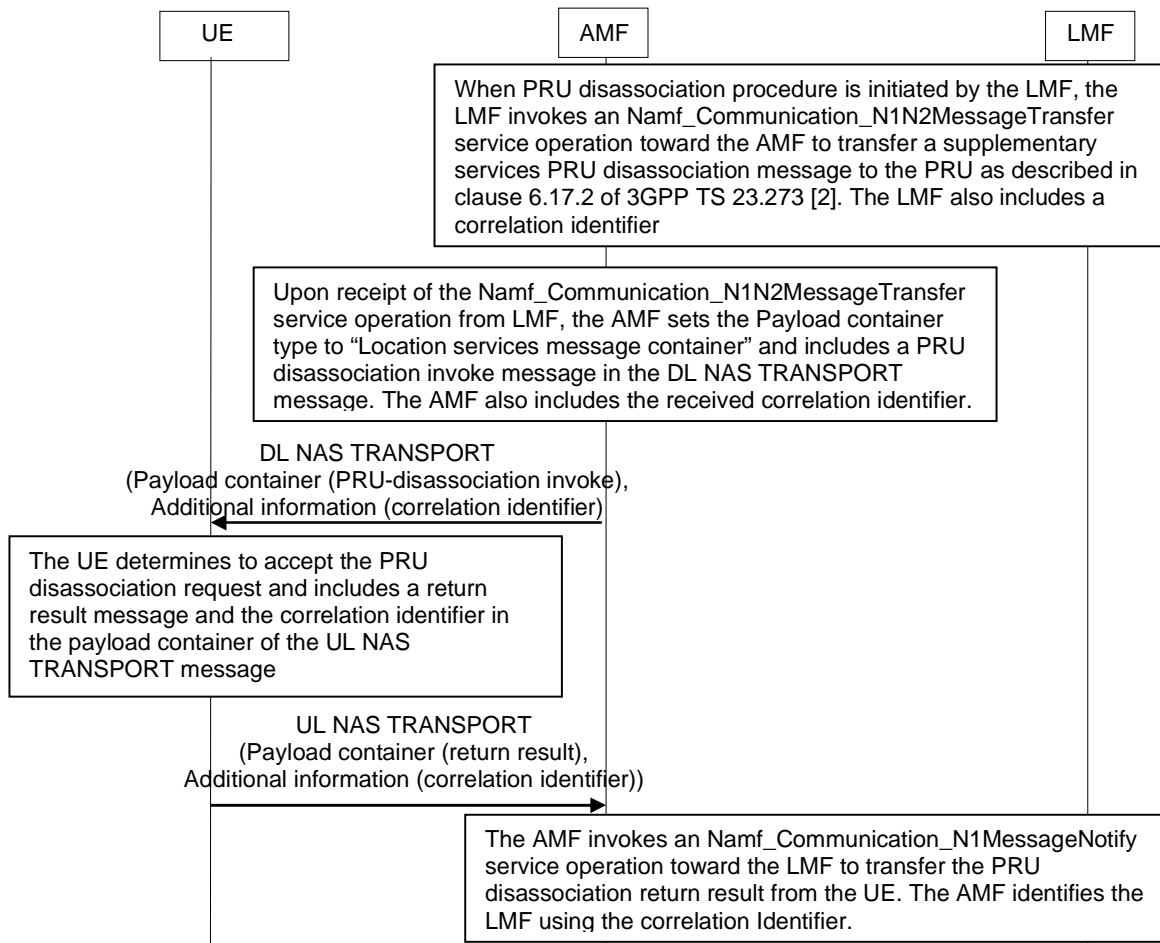 UE
AMF
LMF
When PRU disassociation procedure is initiated by the LMF, the
LMF invokes an Namf_Communication_N1N2MessageTransfer
service operation toward the AMF to transfer a supplementary
services PRU disassociation message to the PRU as described in
clause 6.17.2 of 3GPP TS 23.273 [2]. The LMF also includes a
correlation identifier
Upon receipt of the Namf_Communication_N1N2MessageTransfer
service operation from LMF, the AMF sets the Payload container
type to “Location services message container” and includes a PRU
disassociation invoke message in the DL NAS TRANSPORT
message. The AMF also includes the received correlation identifier.
DL NAS TRANSPORT
(Payload container (PRU-disassociation invoke),
Additional information (correlation identifier)
The UE determines to accept the PRU
disassociation request and includes a return
result message and the correlation identifier in
the payload container of the UL NAS
TRANSPORT message
UL NAS TRANSPORT
(Payload container (return result),
Additional information (correlation identifier))
The AMF invokes an Namf_Communication_N1MessageNotify
service operation toward the LMF to transfer the PRU
disassociation return result from the UE. The AMF identifies the
LMF using the correlation Identifier.